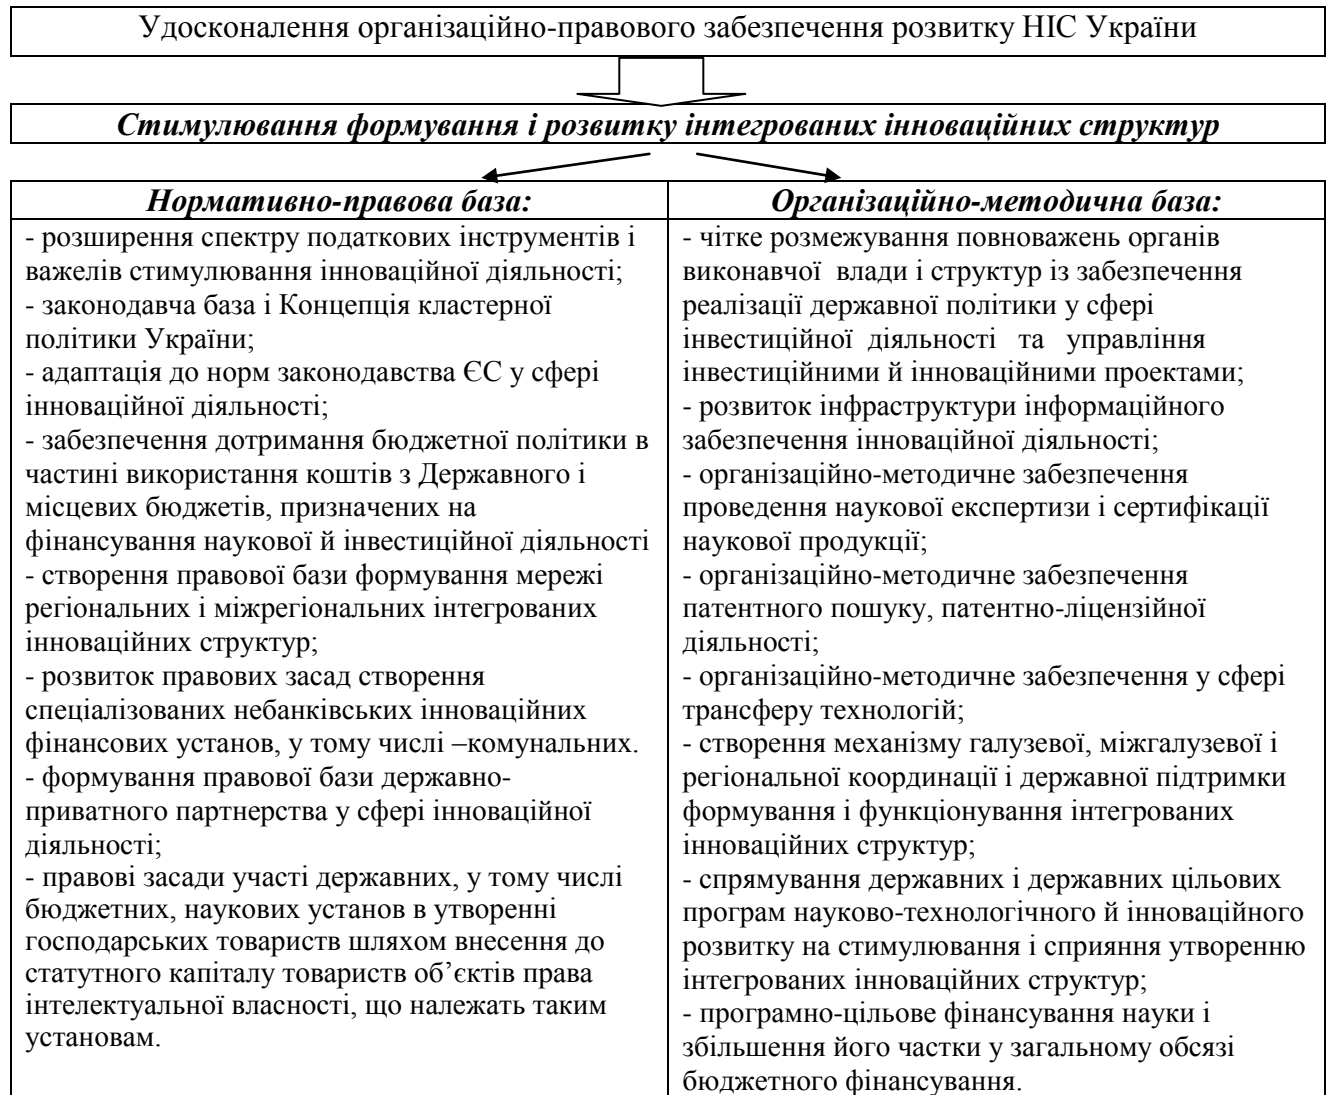 Удосконалення організаційно-правового забезпечення розвитку НІС України
Стимулювання формування і розвитку інтегрованих інноваційних структур
Нормативно-правова база:
- розширення спектру податкових інструментів і
важелів стимулювання інноваційної діяльності;
- законодавча база і Концепція кластерної
політики України;
- адаптація до норм законодавства ЄС у сфері
інноваційної діяльності;
- забезпечення дотримання бюджетної політики в
частині використання коштів з Державного і
місцевих бюджетів, призначених на
фінансування наукової й інвестиційної діяльності
- створення правової бази формування мережі
регіональних і міжрегіональних інтегрованих
інноваційних структур;
- розвиток правових засад створення
спеціалізованих небанківських інноваційних
фінансових установ, у тому числі –комунальних.
- формування правової бази державно-
приватного партнерства у сфері інноваційної
діяльності;
- правові засади участі державних, у тому числі
бюджетних, наукових установ в утворенні
господарських товариств шляхом внесення до
статутного капіталу товариств об’єктів права
інтелектуальної власності, що належать таким
установам.
Організаційно-методична база:
- чітке розмежування повноважень органів
виконавчої влади і структур із забезпечення
реалізації державної політики у сфері
інвестиційної діяльності та управління
інвестиційними й інноваційними проектами;
- розвиток інфраструктури інформаційного
забезпечення інноваційної діяльності;
- організаційно-методичне забезпечення
проведення наукової експертизи і сертифікації
наукової продукції;
- організаційно-методичне забезпечення
патентного пошуку, патентно-ліцензійної
діяльності;
- організаційно-методичне забезпечення у сфері
трансферу технологій;
- створення механізму галузевої, міжгалузевої і
регіональної координації і державної підтримки
формування і функціонування інтегрованих
інноваційних структур;
- спрямування державних і державних цільових
програм науково-технологічного й інноваційного
розвитку на стимулювання і сприяння утворенню
інтегрованих інноваційних структур;
- програмно-цільове фінансування науки і
збільшення його частки у загальному обсязі
бюджетного фінансування.